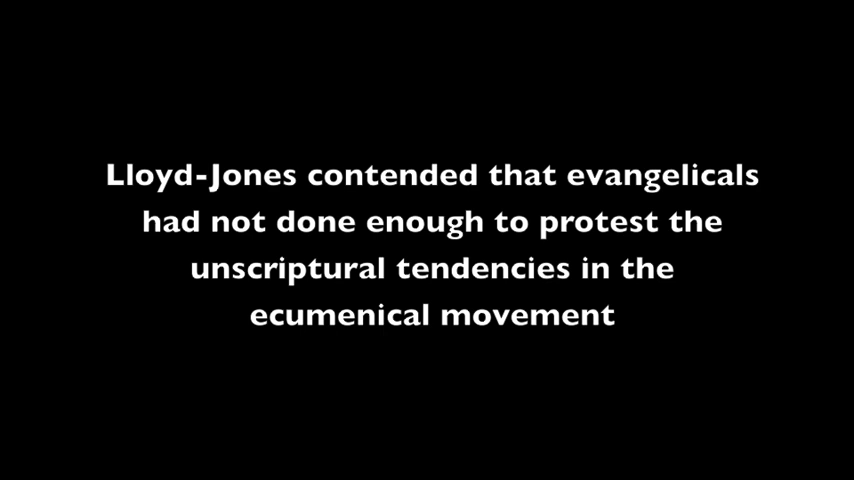 Lloyd-Jones contended that evangelicals
had not done enough to protest the
unscriptural tendencies in the
ecumenical movement